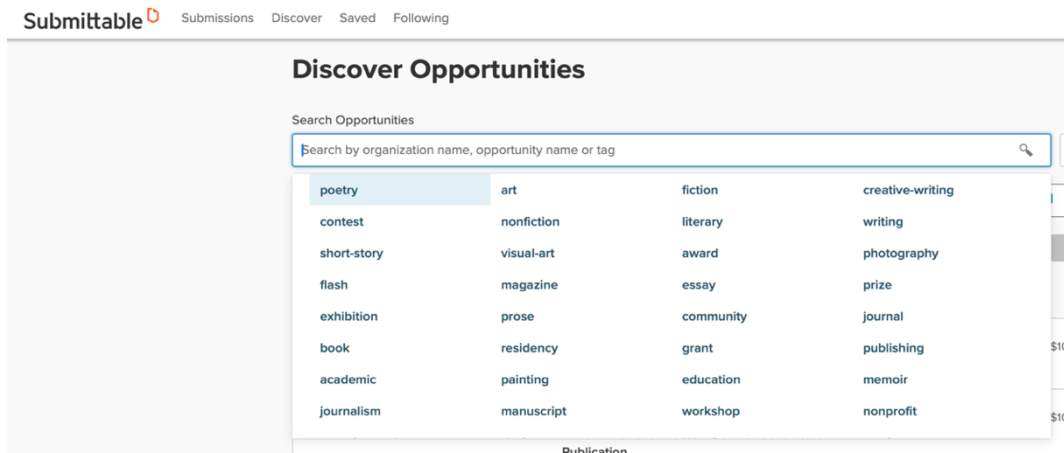 Submittable Submissions Discover Saved Following
Discover Opportunities
Search Opportunities
Search by organization name, opportunity name or tag
poetry art fiction creative-writing
contest nonfiction literary writing
short-story visual-art award photography
flash magazine essay prize
exhibition prose community journal
book residency grant publishing
academic painting education memoir
journalism manuscript workshop nonprofit
Publication